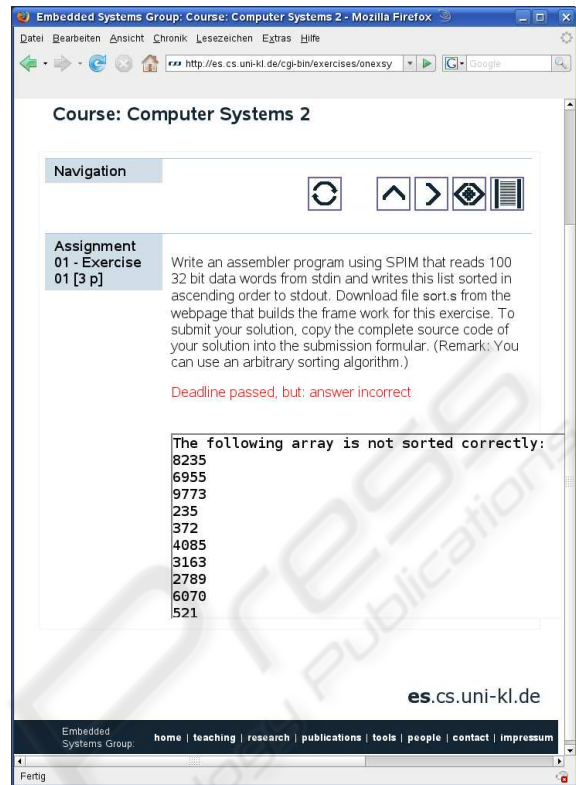 Embedded Systems Group: Course: Computer Systems 2 - Mozilla Firefox
Datei Bearbeiten Ansicht Chronik Lesezeichen Extras Hilfe
http://es.cs.uni-kl.de/cgi-bin/exercises/onexsy
G Google
Course: Computer Systems 2
Navigation
Assignment
01 - Exercise
01 [3 p]
Write an assembler program using SPIM that reads 100
32 bit data words from stdin and writes this list sorted in
ascending order to stdout. Download file sort.s from the
webpage that builds the frame work for this exercise. To
submit your solution, copy the complete source code of
your solution into the submission formular. (Remark: You
can use an arbitrary sorting algorithm.)
Deadline passed, but: answer incorrect
The following array is not sorted correctly:
8235
6955
9773
235
372
4085
3163
2789
6070
521
es.cs.uni-kl.de
Embedded
Systems Group:
home | teaching | research | publications | tools | people | contact | impressum
Fertig